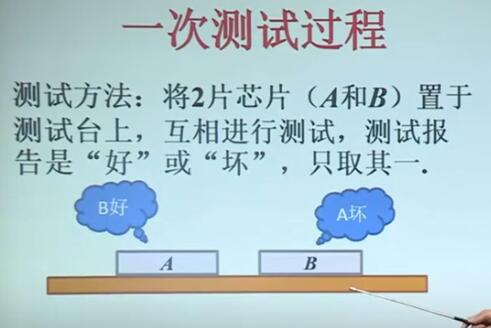 一次测试过程
测试方法：将2片芯片（A和B）置于
测试台上，互相进行测试，测试报
告是“好”或“坏”，只取其一.
B好
A坏
A
B